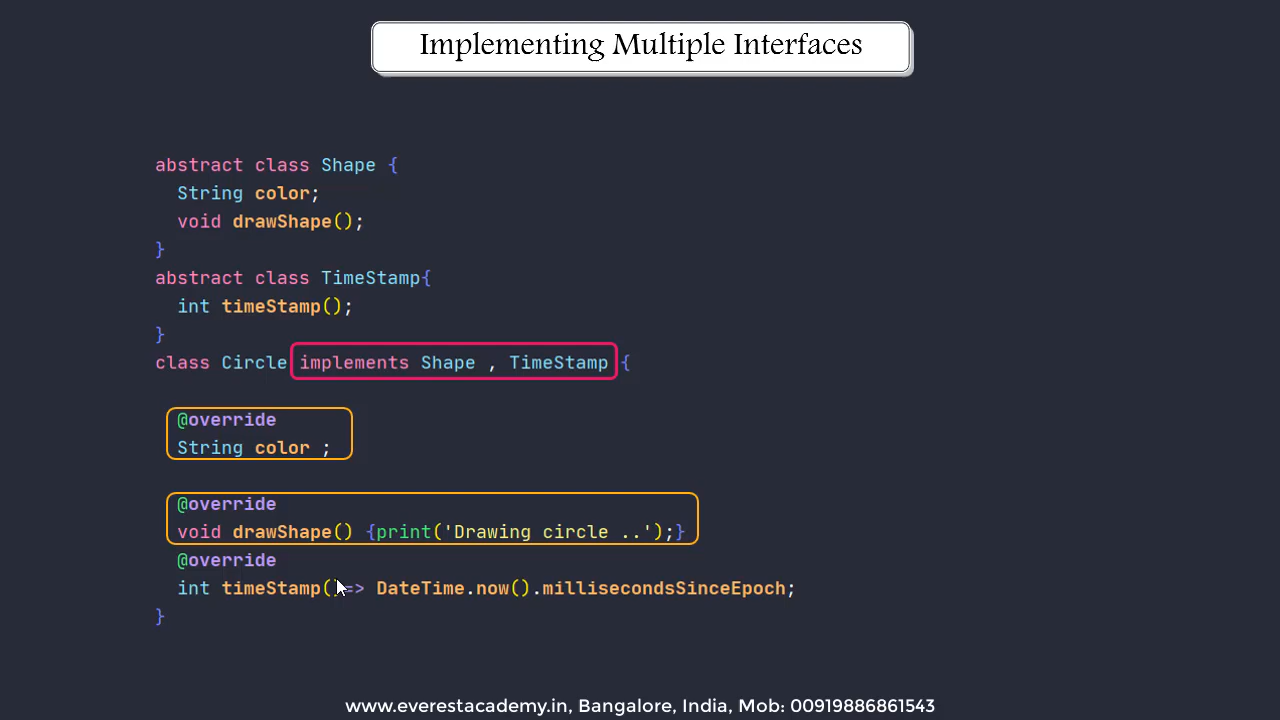 Implementing Multiple Interfaces
abstract class Shape {
  String color;
  void drawShape();
}
abstract class TimeStamp{
  int timeStamp();
}
class Circle implements Shape , TimeStamp {
  @override
  String color ;
  @override
  void drawShape() {print('Drawing circle ..');}
  @override
  int timeStamp()=> DateTime.now().millisecondsSinceEpoch;
}
www.everestacademy.in, Bangalore, India, Mob: 00919886861543